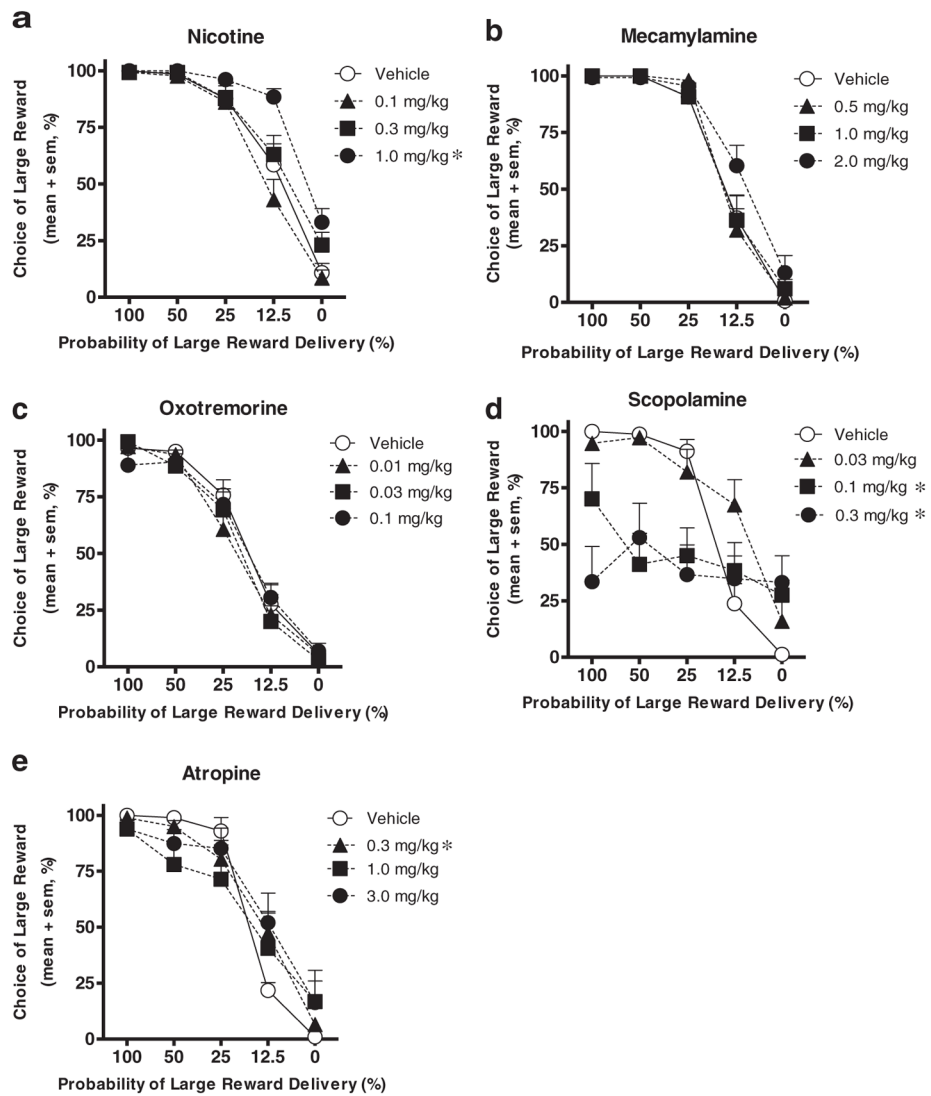 a
Nicotine
Choice of Large Reward
(mean + sem, %)
100
75
50
25
0
100 50 25 12.5 0
Probability of Large Reward Delivery (%)
Vehicle
0.1 mg/kg
0.3 mg/kg
1.0 mg/kg *
b
Mecamylamine
Choice of Large Reward
(mean + sem, %)
100
75
50
25
0
100 50 25 12.5 0
Probability of Large Reward Delivery (%)
Vehicle
0.5 mg/kg
1.0 mg/kg
2.0 mg/kg
c
Oxotremorine
Choice of Large Reward
(mean + sem, %)
100
75
50
25
0
100 50 25 12.5 0
Probability of Large Reward Delivery (%)
Vehicle
0.01 mg/kg
0.03 mg/kg
0.1 mg/kg
d
Scopolamine
Choice of Large Reward
(mean + sem, %)
100
75
50
25
0
100 50 25 12.5 0
Probability of Large Reward Delivery (%)
Vehicle
0.03 mg/kg
0.1 mg/kg *
0.3 mg/kg *
e
Atropine
Choice of Large Reward
(mean + sem, %)
100
75
50
25
0
100 50 25 12.5 0
Probability of Large Reward Delivery (%)
Vehicle
0.3 mg/kg *
1.0 mg/kg
3.0 mg/kg